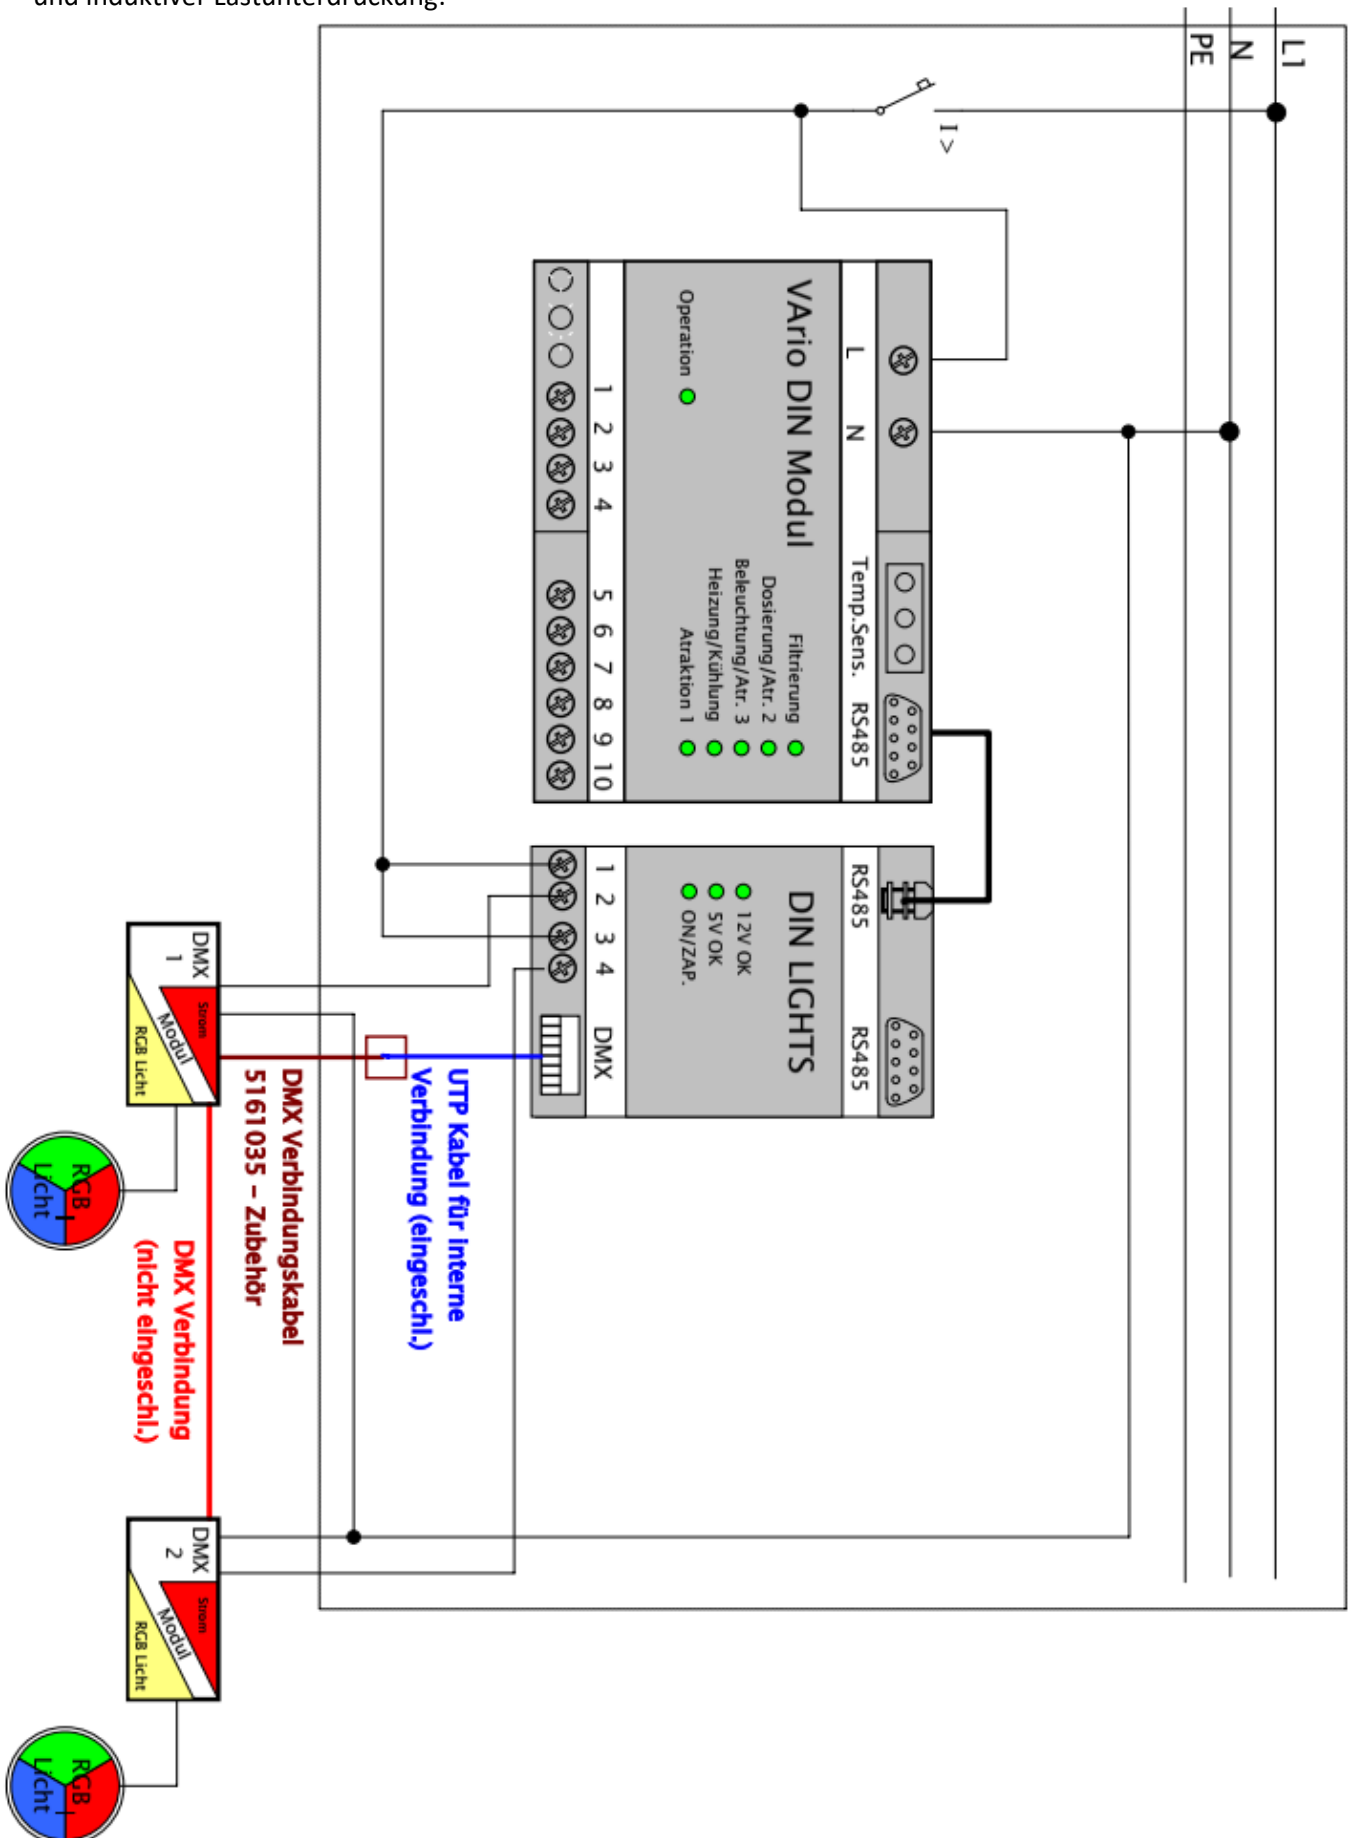 und induktiver Lastunterdrückung.
L1
N
PE
I >
VArio DIN Modul
L
N
Temp.Sens.
RS485
Operation
Filtrierung
Dosierung/Atr. 2
Beleuchtung/Atr. 3
Heizung/Kühlung
Atraktion 1
1
2
3
4
5
6
7
8
9
10
RS485
RS485
DIN LIGHTS
12V OK
5V OK
ON/ZAP.
1
2
3
4
DMX
UTP Kabel für interne
Verbindung (eingeschl.)
DMX Verbindungskabel
5161035 – Zubehör
DMX Verbindung
(nicht eingeschl.)
DMX
1
Strom
Modul
RGB Licht
RGB
Licht
DMX
2
Strom
Modul
RGB Licht
RGB
Licht